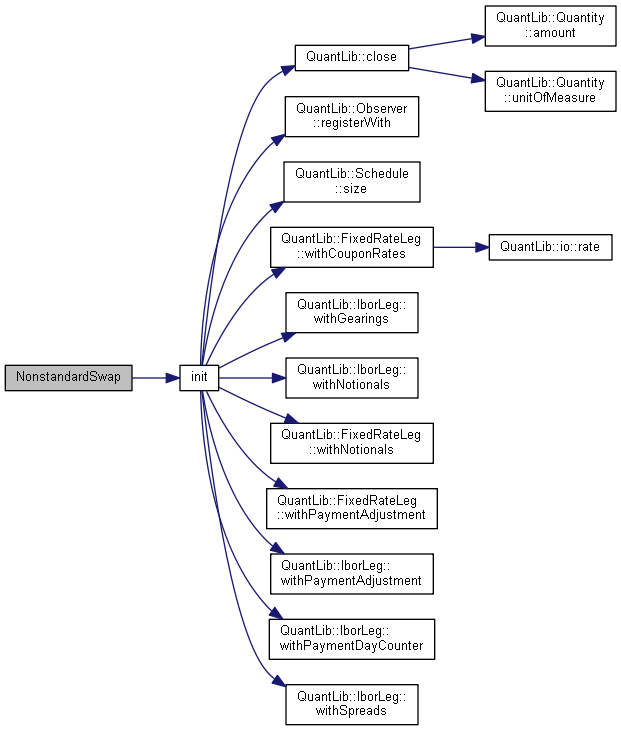 NonstandardSwap
init
QuantLib::close
QuantLib::Quantity
::amount
QuantLib::Quantity
::unitOfMeasure
QuantLib::Observer
::registerWith
QuantLib::Schedule
::size
QuantLib::FixedRateLeg
::withCouponRates
QuantLib::io::rate
QuantLib::IborLeg::
withGearings
QuantLib::IborLeg::
withNotionals
QuantLib::FixedRateLeg
::withNotionals
QuantLib::FixedRateLeg
::withPaymentAdjustment
QuantLib::IborLeg::
withPaymentAdjustment
QuantLib::IborLeg::
withPaymentDayCounter
QuantLib::IborLeg::
withSpreads